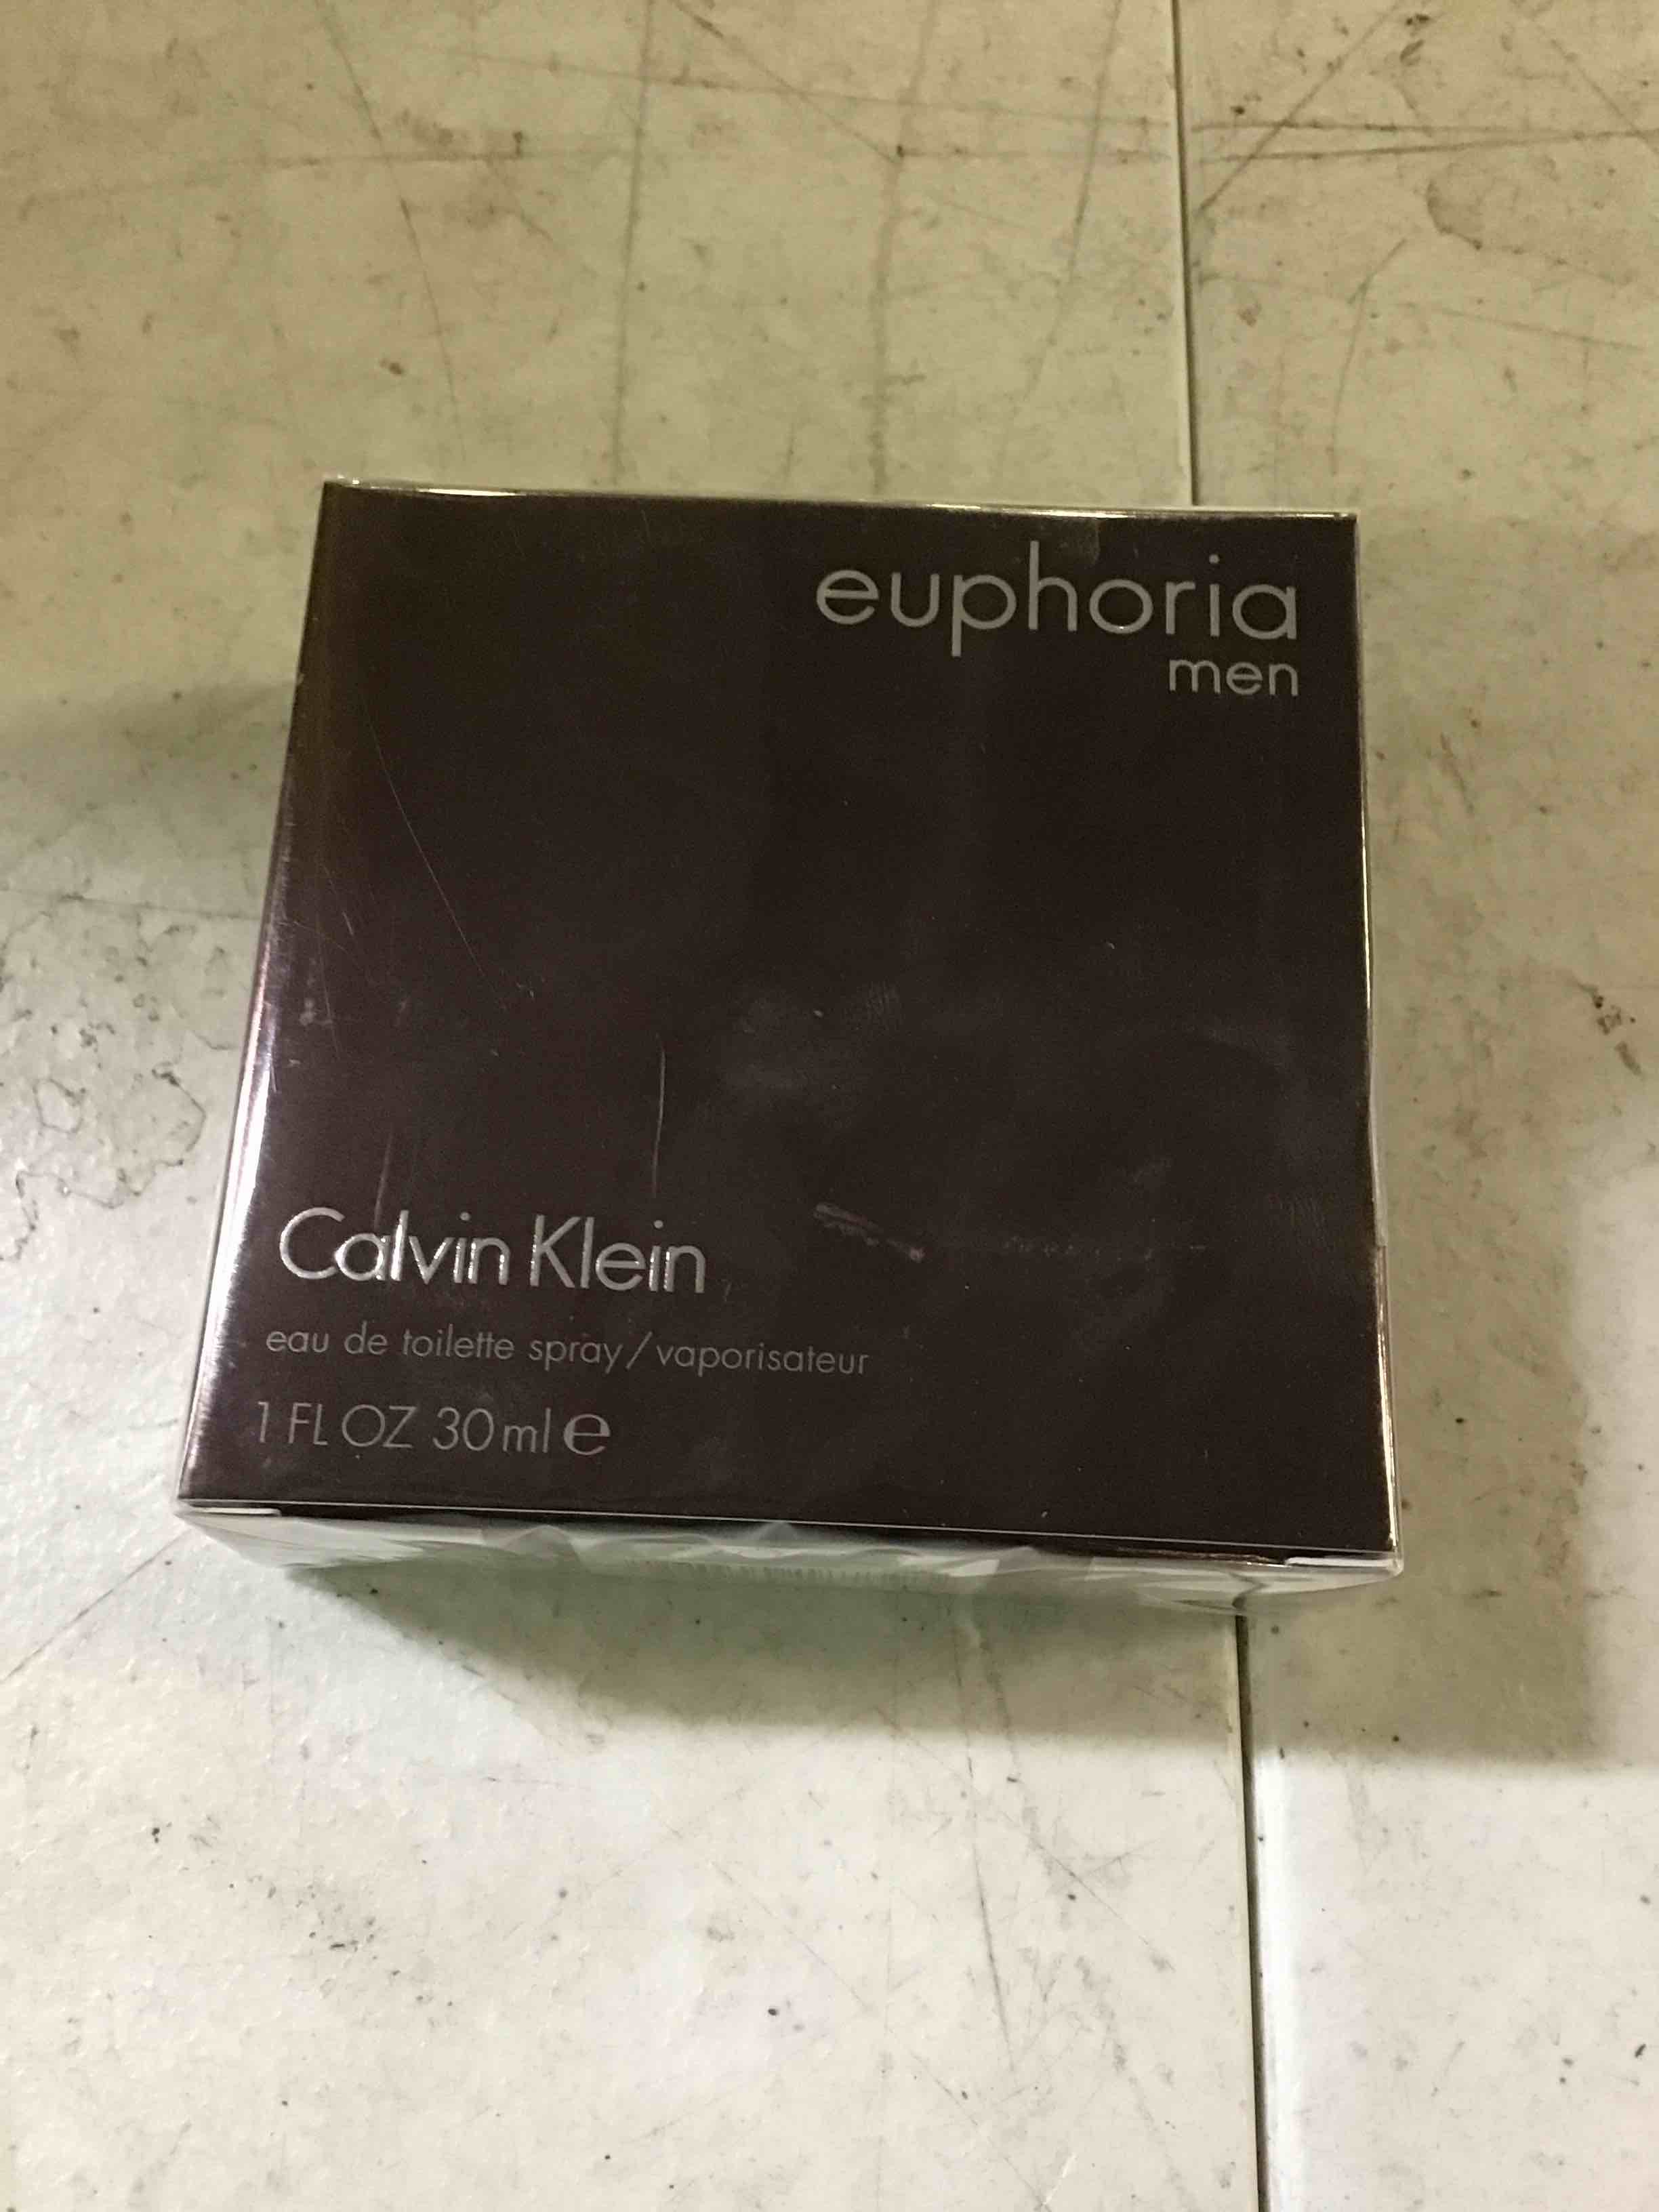 euphoria
men
Calvin Klein
eau de toilette spray/vaporisateur
1 FL OZ 30ml℮